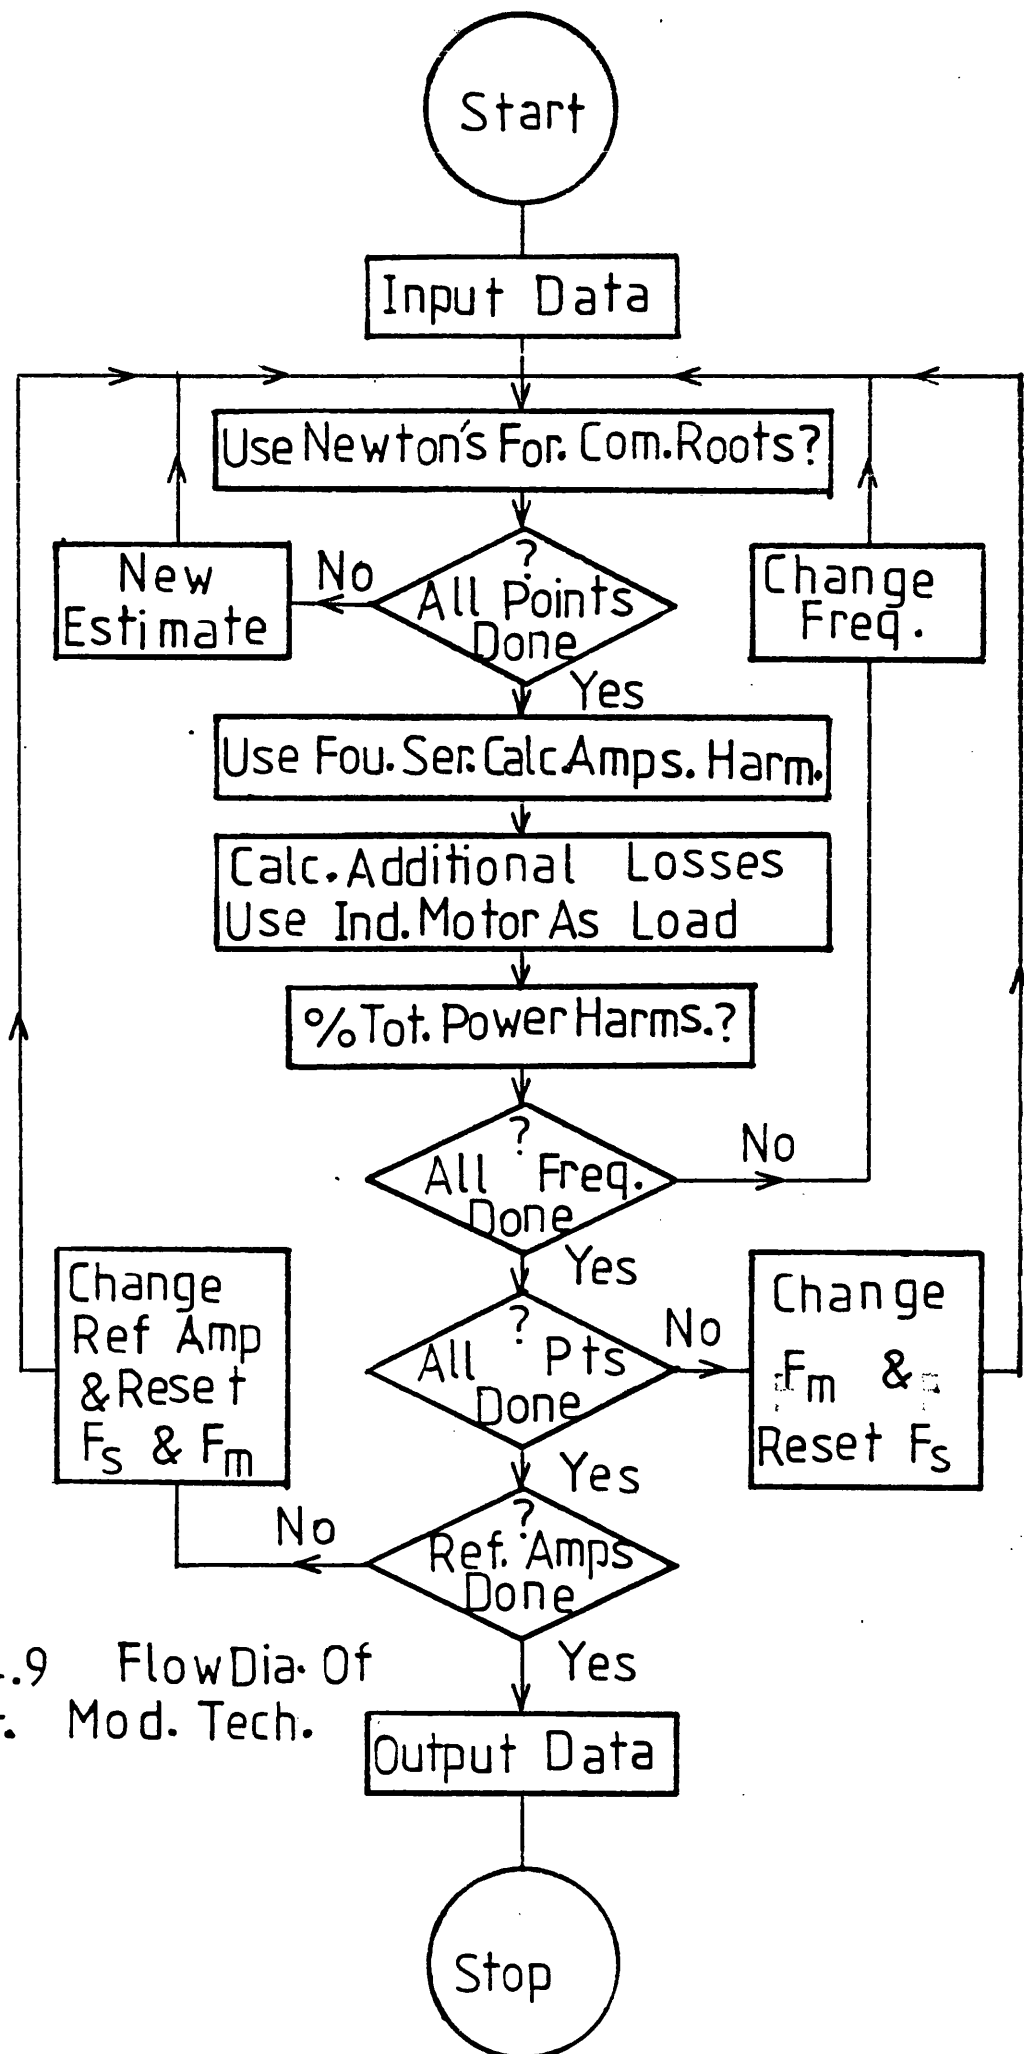 Start
Input Data
Use Newton's For. Com. Roots?
New
Estimate
No
?
All Points
Done
Yes
Change
Freq.
Use Fou. Ser. Calc. Amps. Harm.
Calc. Additional Losses
Use Ind. Motor As Load
% Tot. Power Harms.?
?
All Freq.
Done
No
Yes
Change
Ref Amp
& Reset
Fs & Fm
?
All Pts
Done
No
Change
Fm &
Reset Fs
Yes
No
?
Ref. Amps
Done
Yes
.9 Flow Dia. Of
Mod. Tech.
Output Data
Stop